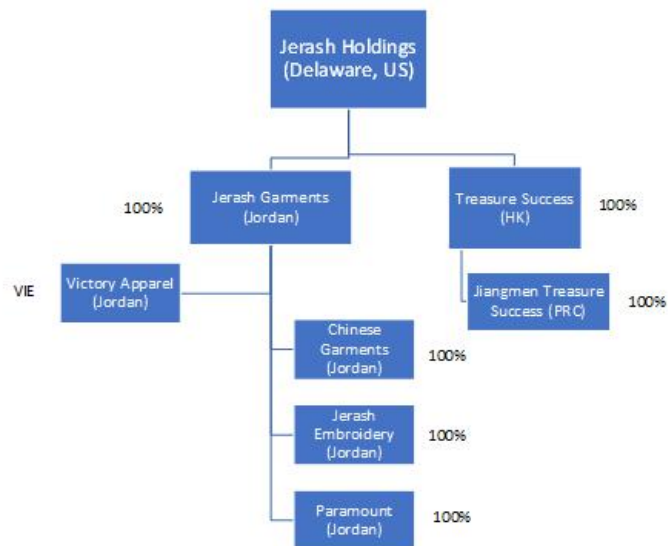 Jerash Holdings
(Delaware, US)
100%
Jerash Garments
(Jordan)
Treasure Success
(HK)
100%
VIE
Victory Apparel
(Jordan)
Jiangmen Treasure
Success (PRC)
100%
Chinese
Garments
(Jordan)
100%
Jerash
Embroidery
(Jordan)
100%
Paramount
(Jordan)
100%